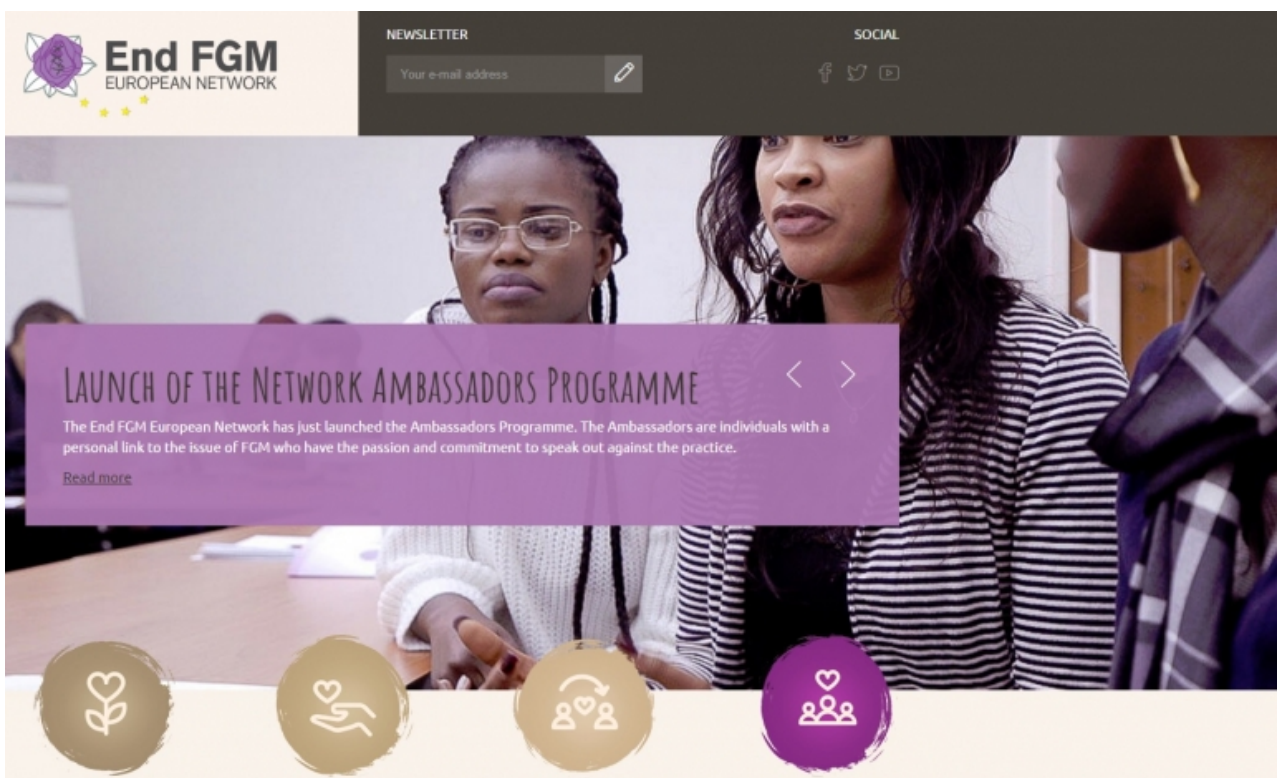 End FGM
EUROPEAN NETWORK
NEWSLETTER
Your e-mail address
SOCIAL
LAUNCH OF THE NETWORK AMBASSADORS PROGRAMME
The End FGM European Network has just launched the Ambassadors Programme. The Ambassadors are individuals with a
personal link to the issue of FGM who have the passion and commitment to speak out against the practice.
Read more